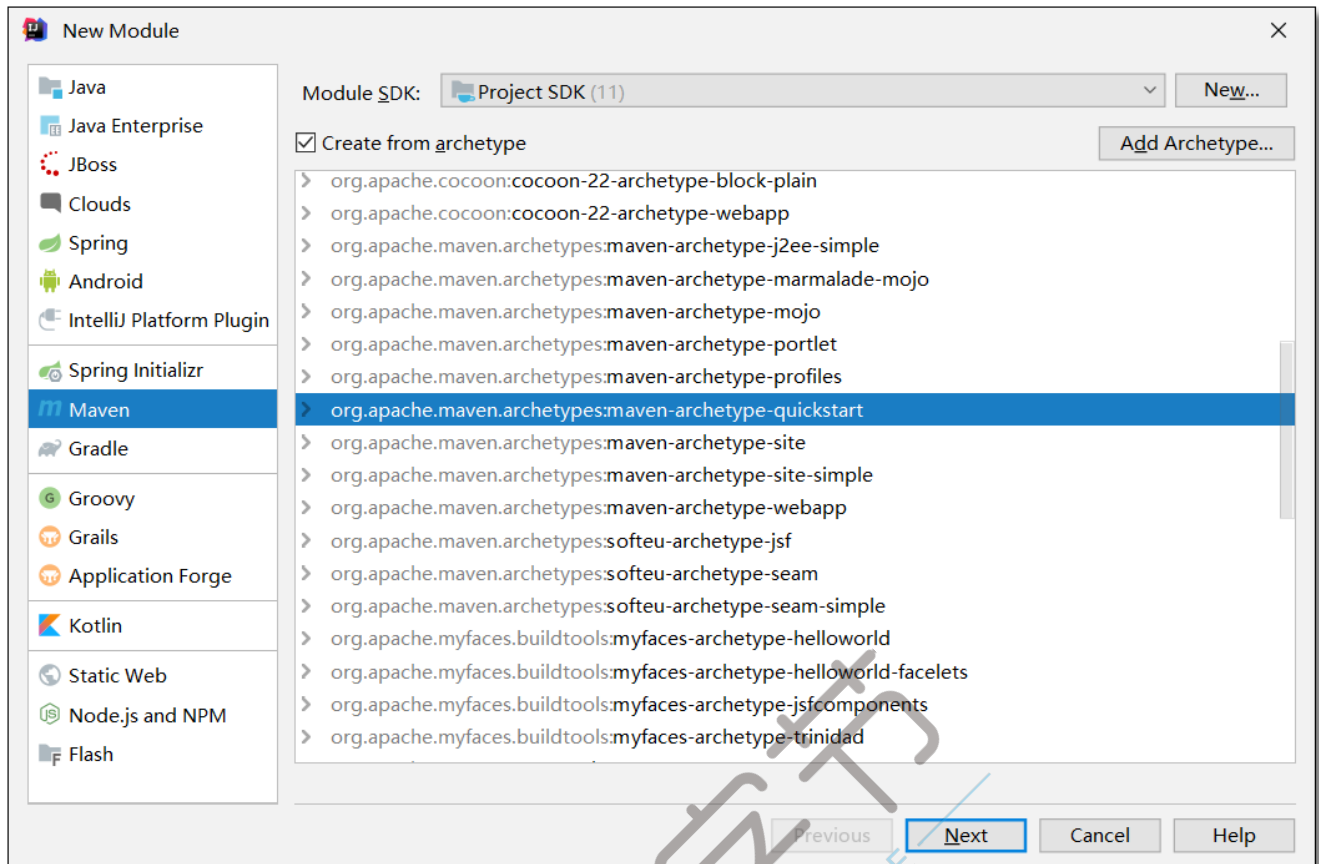 New Module
Java
Java Enterprise
JBoss
Clouds
Spring
Android
IntelliJ Platform Plugin
Spring Initializr
Maven
Gradle
Groovy
Grails
Application Forge
Kotlin
Static Web
Node.js and NPM
Flash
Module SDK: Project SDK (11) New...
Create from archetype Add Archetype...
org.apache.cocoon:cocoon-22-archetype-block-plain
org.apache.cocoon:cocoon-22-archetype-webapp
org.apache.maven.archetypes:maven-archetype-j2ee-simple
org.apache.maven.archetypes:maven-archetype-marmalade-mojo
org.apache.maven.archetypes:maven-archetype-mojo
org.apache.maven.archetypes:maven-archetype-portlet
org.apache.maven.archetypes:maven-archetype-profiles
org.apache.maven.archetypes:maven-archetype-quickstart
org.apache.maven.archetypes:maven-archetype-site
org.apache.maven.archetypes:maven-archetype-site-simple
org.apache.maven.archetypes:maven-archetype-webapp
org.apache.maven.archetypes:softeu-archetype-jsf
org.apache.maven.archetypes:softeu-archetype-seam
org.apache.maven.archetypes:softeu-archetype-seam-simple
org.apache.myfaces.buildtools:myfaces-archetype-helloworld
org.apache.myfaces.buildtools:myfaces-archetype-helloworld-facelets
org.apache.myfaces.buildtools:myfaces-archetype-jsfcomponents
org.apache.myfaces.buildtools:myfaces-archetype-trinidad
Previous Next Cancel Help